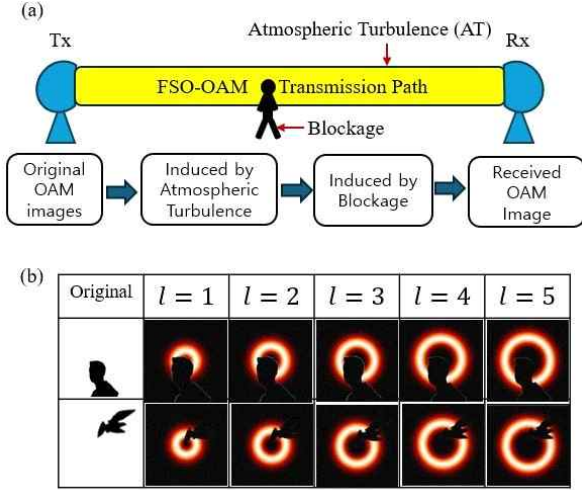 (a)
Tx
Atmospheric Turbulence (AT)
Rx
FSO-OAM Transmission Path
Blockage
Original
OAM
images
Induced by
Atmospheric
Turbulence
Induced by
Blockage
Received
OAM
Image
(b)
Original l = 1 l = 2 l = 3 l = 4 l = 5